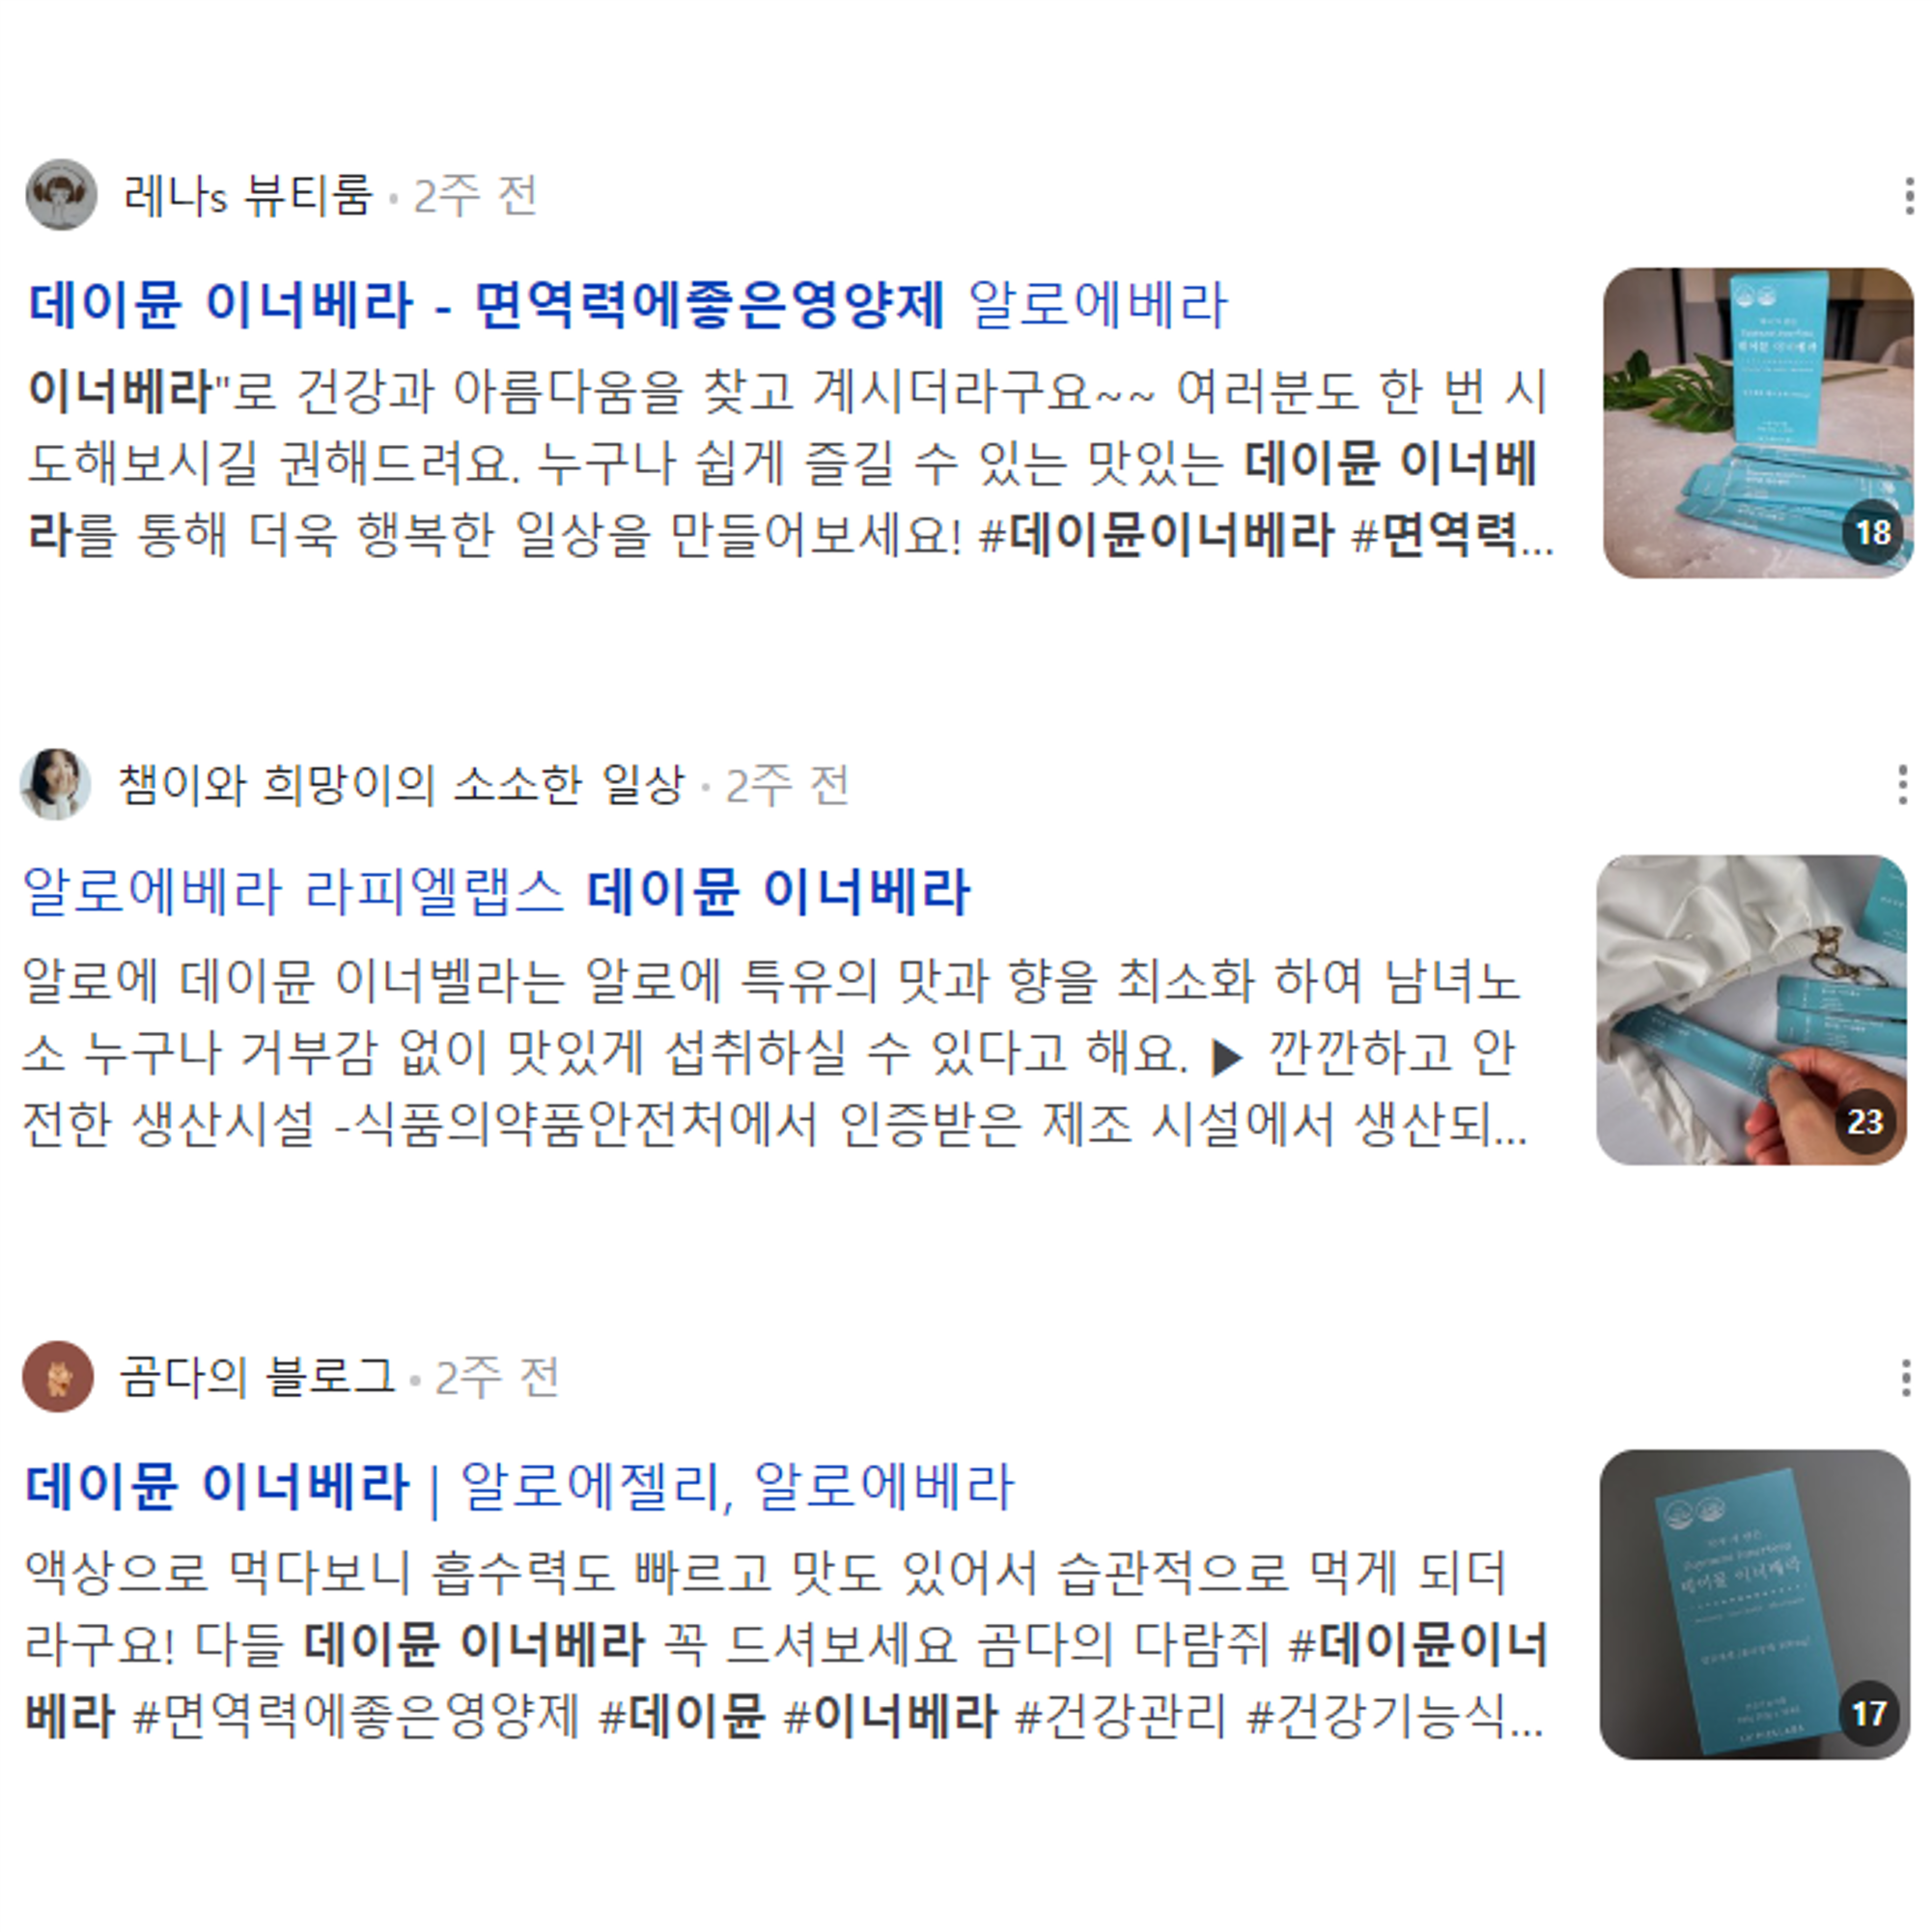 레나s 뷰티룸 · 2주 전
데이뮨 이너베라 - 면역력에좋은영양제 알로에베라
이너베라"로 건강과 아름다움을 찾고 계시더라구요~~ 여러분도 한 번 시
도해보시길 권해드려요. 누구나 쉽게 즐길 수 있는 맛있는 데이뮨 이너베
라를 통해 더욱 행복한 일상을 만들어보세요! #데이뮨이너베라 #면역력...
18
챔이와 희망이의 소소한 일상 · 2주 전
알로에베라 라피엘랩스 데이뮨 이너베라
알로에 데이뮨 이너벨라는 알로에 특유의 맛과 향을 최소화 하여 남녀노
소 누구나 거부감 없이 맛있게 섭취하실 수 있다고 해요. ▶ 깐깐하고 안
전한 생산시설 -식품의약품안전처에서 인증받은 제조 시설에서 생산되...
23
곰다의 블로그 · 2주 전
데이뮨 이너베라 | 알로에젤리, 알로에베라
액상으로 먹다보니 흡수력도 빠르고 맛도 있어서 습관적으로 먹게 되더
라구요! 다들 데이뮨 이너베라 꼭 드셔보세요 곰다의 다람쥐 #데이뮨이너
베라 #면역력에좋은영양제 #데이뮨 #이너베라 #건강관리 #건강기능식...
데이뮨 이너베라
17